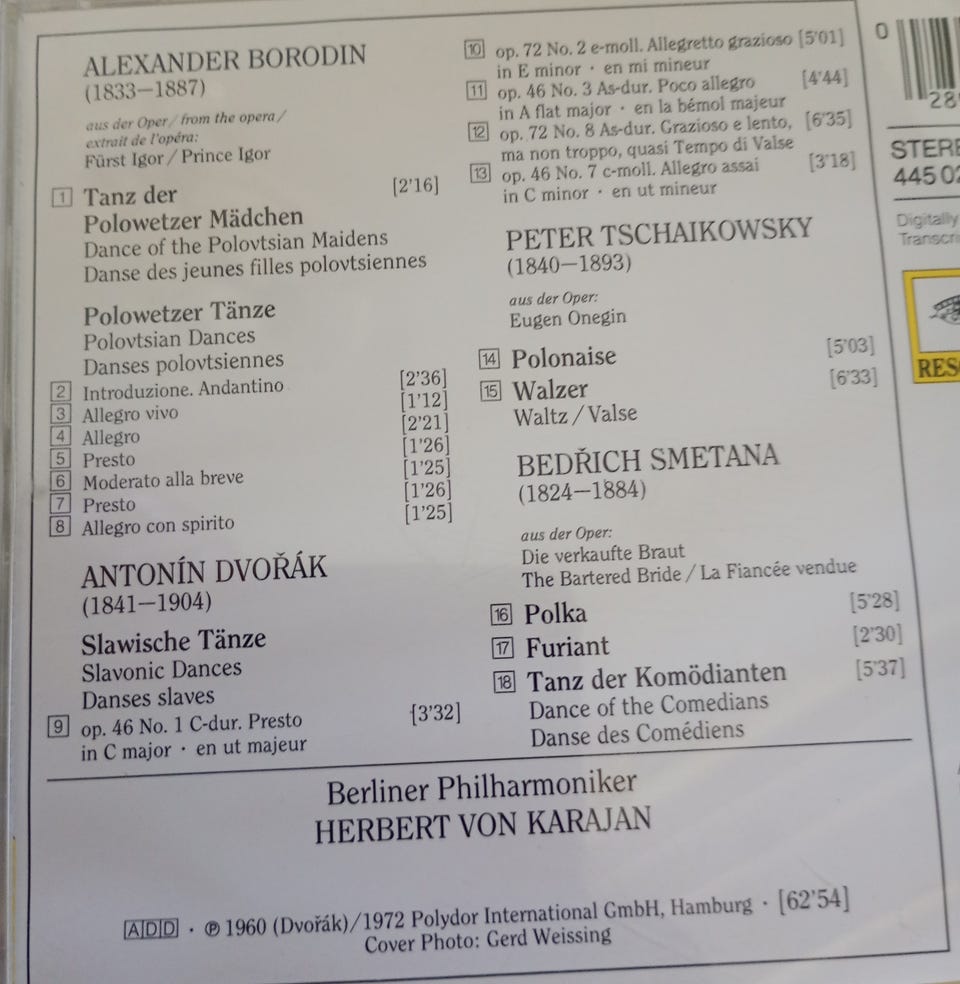 ALEXANDER BORODIN
(1833—1887)
aus der Oper / from the opera /
extrait de l'opéra:
Fürst Igor / Prince Igor
1 Tanz der [2'16]
Polowetzer Mädchen
Dance of the Polovtsian Maidens
Danse des jeunes filles polovtsiennes
Polowetzer Tänze
Polovtsian Dances
Danses polovtsiennes
2 Introduzione. Andantino [2'36]
3 Allegro vivo [1'12]
4 Allegro [2'21]
5 Presto [1'26]
6 Moderato alla breve [1'25]
7 Presto [1'26]
8 Allegro con spirito [1'25]
ANTONÍN DVOŘÁK
(1841—1904)
Slawische Tänze
Slavonic Dances
Danses slaves
9 op. 46 No. 1 C-dur. Presto [3'32]
in C major · en ut majeur
10 op. 72 No. 2 e-moll. Allegretto grazioso [5'01]
in E minor · en mi mineur
11 op. 46 No. 3 As-dur. Poco allegro [4'44]
in A flat major · en la bémol majeur
12 op. 72 No. 8 As-dur. Grazioso e lento, [6'35]
ma non troppo, quasi Tempo di Valse
13 op. 46 No. 7 c-moll. Allegro assai [3'18]
in C minor · en ut mineur
PETER TSCHAIKOWSKY
(1840—1893)
aus der Oper:
Eugen Onegin
14 Polonaise [5'03]
15 Walzer [6'33]
Waltz / Valse
BEDŘICH SMETANA
(1824—1884)
aus der Oper:
Die verkaufte Braut
The Bartered Bride / La Fiancée vendue
16 Polka [5'28]
17 Furiant [2'30]
18 Tanz der Komödianten [5'37]
Dance of the Comedians
Danse des Comédiens
Berliner Philharmoniker
HERBERT VON KARAJAN
ADD · ℗ 1960 (Dvořák)/1972 Polydor International GmbH, Hamburg · [62'54]
Cover Photo: Gerd Weissing
0
28
STERE
445 02
Digitally
Transcri
RESO